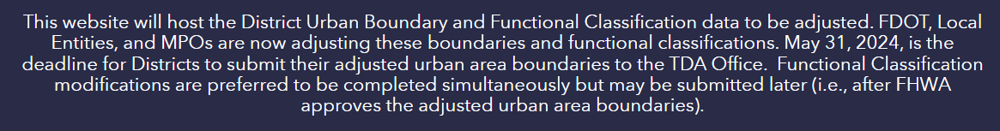 This website will host the District Urban Boundary and Functional Classification data to be adjusted. FDOT, Local
Entities, and MPOs are now adjusting these boundaries and functional classifications. May 31, 2024, is the
deadline for Districts to submit their adjusted urban area boundaries to the TDA Office.  Functional Classification
modifications are preferred to be completed simultaneously but may be submitted later (i.e., after FHWA
approves the adjusted urban area boundaries).